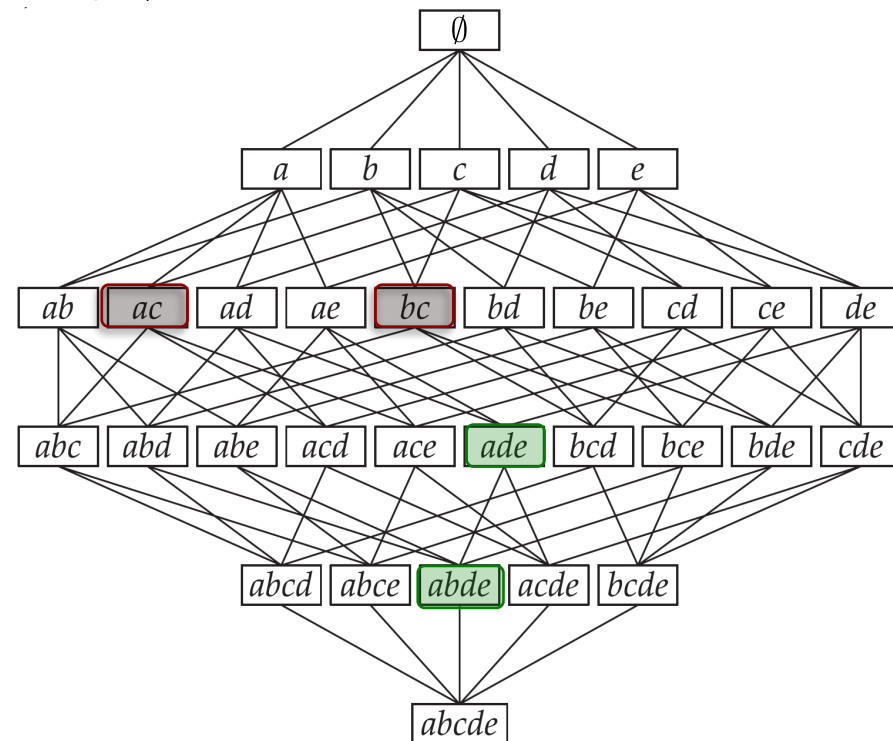 ∅
a b c d e
ab ac ad ae bc bd be cd ce de
abc abd abe acd ace ade bcd bce bde cde
abcd abce abde acde bcde
abcde